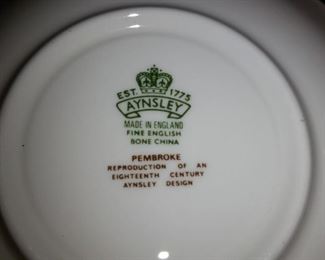 EST. 1775
AYNSLEY
MADE IN ENGLAND
FINE ENGLISH
BONE CHINA
PEMBROKE
REPRODUCTION OF AN
EIGHTEENTH CENTURY
AYNSLEY DESIGN